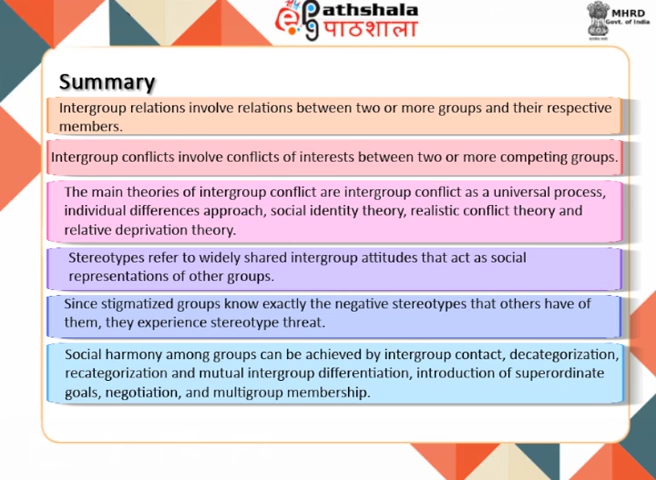 Pathshala
पाठशाला
MHRD
Govt. of India
Summary
Intergroup relations involve relations between two or more groups and their respective
members.
Intergroup conflicts involve conflicts of interests between two or more competing groups.
The main theories of intergroup conflict are intergroup conflict as a universal process,
individual differences approach, social identity theory, realistic conflict theory and
relative deprivation theory.
Stereotypes refer to widely shared intergroup attitudes that act as social
representations of other groups.
Since stigmatized groups know exactly the negative stereotypes that others have of
them, they experience stereotype threat.
Social harmony among groups can be achieved by intergroup contact, decategorization,
recategorization and mutual intergroup differentiation, introduction of superordinate
goals, negotiation, and multigroup membership.